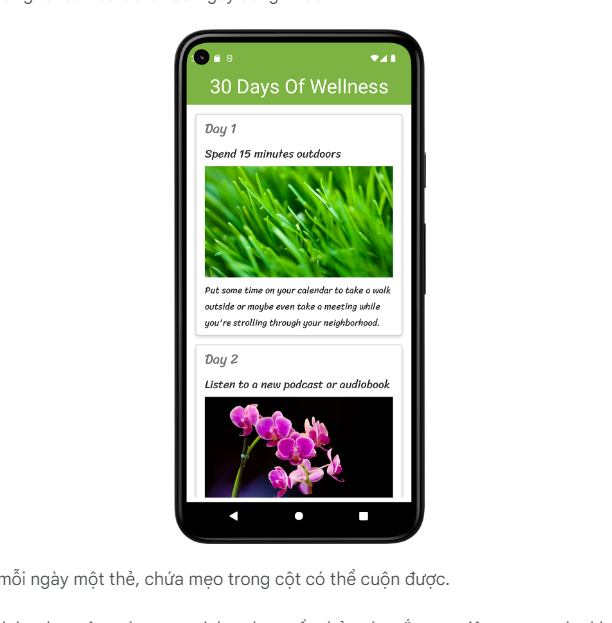 30 Days Of Wellness
Day 1
Spend 15 minutes outdoors
Put some time on your calendar to take a walk
outside or maybe even take a meeting while
you're strolling through your neighborhood.
Day 2
Listen to a new podcast or audiobook
mỗi ngày một thẻ, chứa mẹo trong cột có thể cuộn được.